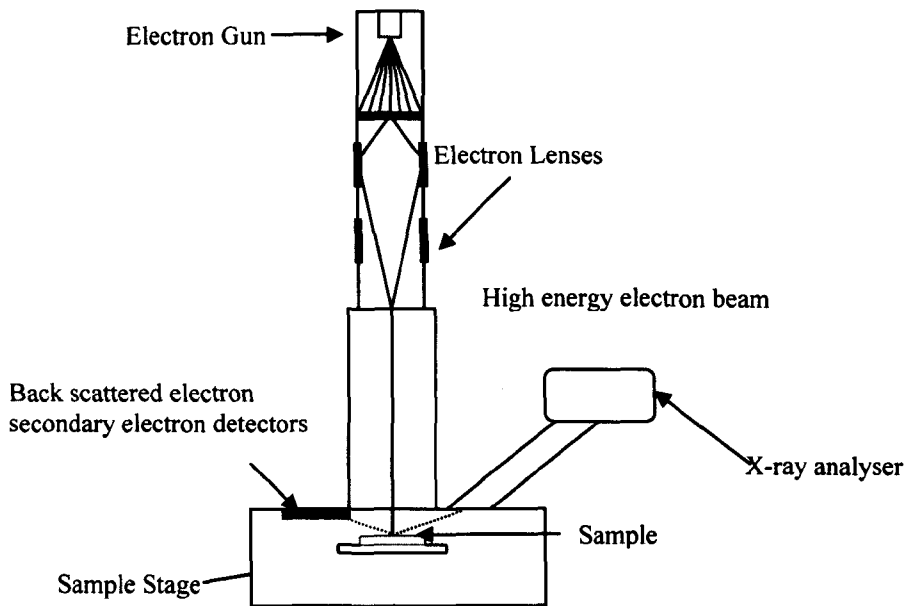 Electron Gun
Electron Lenses
High energy electron beam
Back scattered electron
secondary electron detectors
X-ray analyser
Sample
Sample Stage